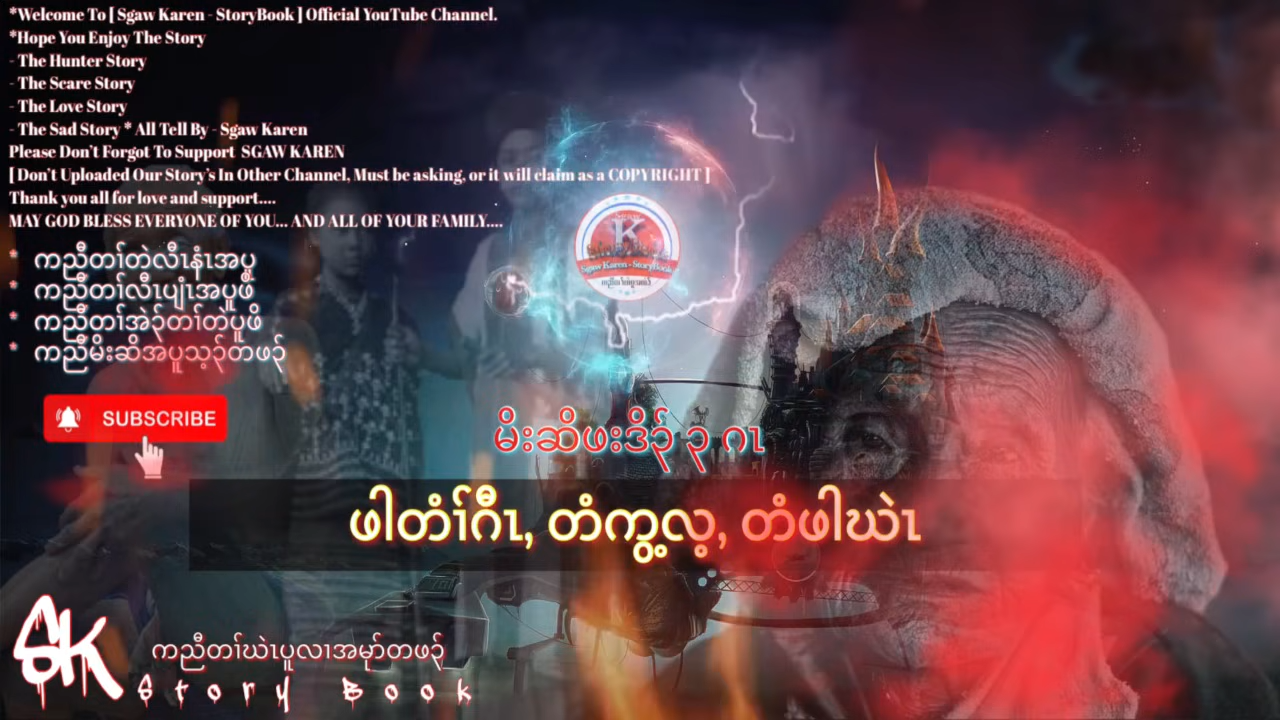 *Welcome To [ Sgaw Karen - StoryBook ] Official YouTube Channel.
*Hope You Enjoy The Story
- The Hunter Story
- The Scare Story
- The Love Story
- The Sad Story * All Tell By - Sgaw Karen
Please Don't Forgot To Support SGAW KAREN
[ Don't Uploaded Our Story's In Other Channel, Must be asking, or it will claim as a COPYRIGHT ]
Thank you all for love and support....
MAY GOD BLESS EVERYONE OF YOU... AND ALL OF YOUR FAMILY....
* ကညီတၢ်တဲလီၤနံၤအပူ
* ကညီတၢ်လီၤပျံၤအပူဖိ
* ကညီတၢ်အဲၣ်တၢ်တဲပူဖိ
* ကညီမိးဆိအပူသ့ၣ်တဖၣ်
K
Sgaw Karen - StoryBook
SUBSCRIBE
မိးဆိဖးဒိၣ် ၃ ဂၤ
ဖါတံၢ်ဂီၤ, တံကွ့လ့, တံဖါဃဲၤ
SK
ကညီတၢ်ဃဲၤပူလၢအမုၢ်တဖၣ်
Story Book